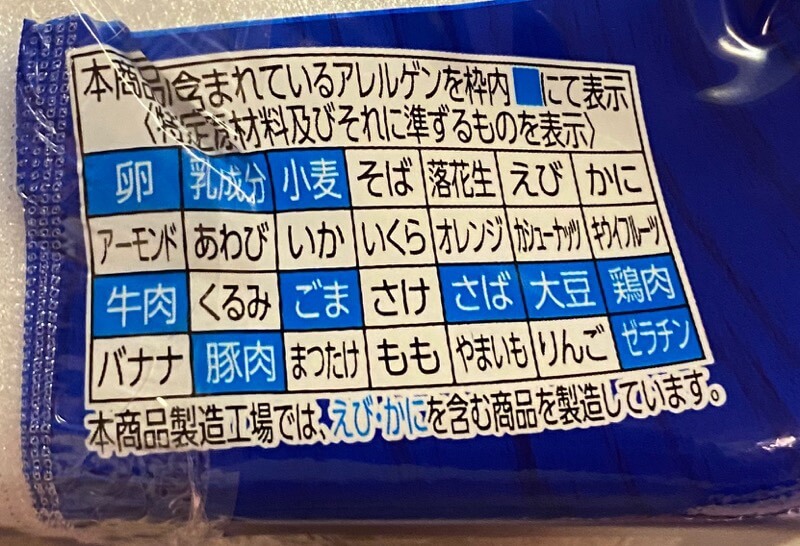 本商品に含まれているアレルゲンを枠内■にて表示
〈特定原材料及びそれに準ずるものを表示〉
卵 乳成分 小麦 そば 落花生 えび かに
アーモンド あわび いか いくら オレンジ カシューナッツ キウイフルーツ
牛肉 くるみ ごま さけ さば 大豆 鶏肉
バナナ 豚肉 まつたけ もも やまいも りんご ゼラチン
本商品製造工場では、えび・かにを含む商品を製造しています。